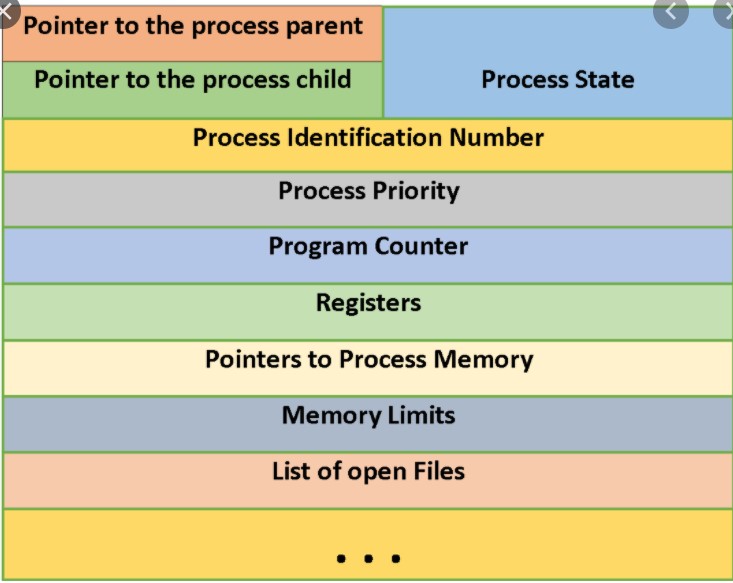 Pointer to the process parent
Pointer to the process child
Process State
Process Identification Number
Process Priority
Program Counter
Registers
Pointers to Process Memory
Memory Limits
List of open Files
. . .